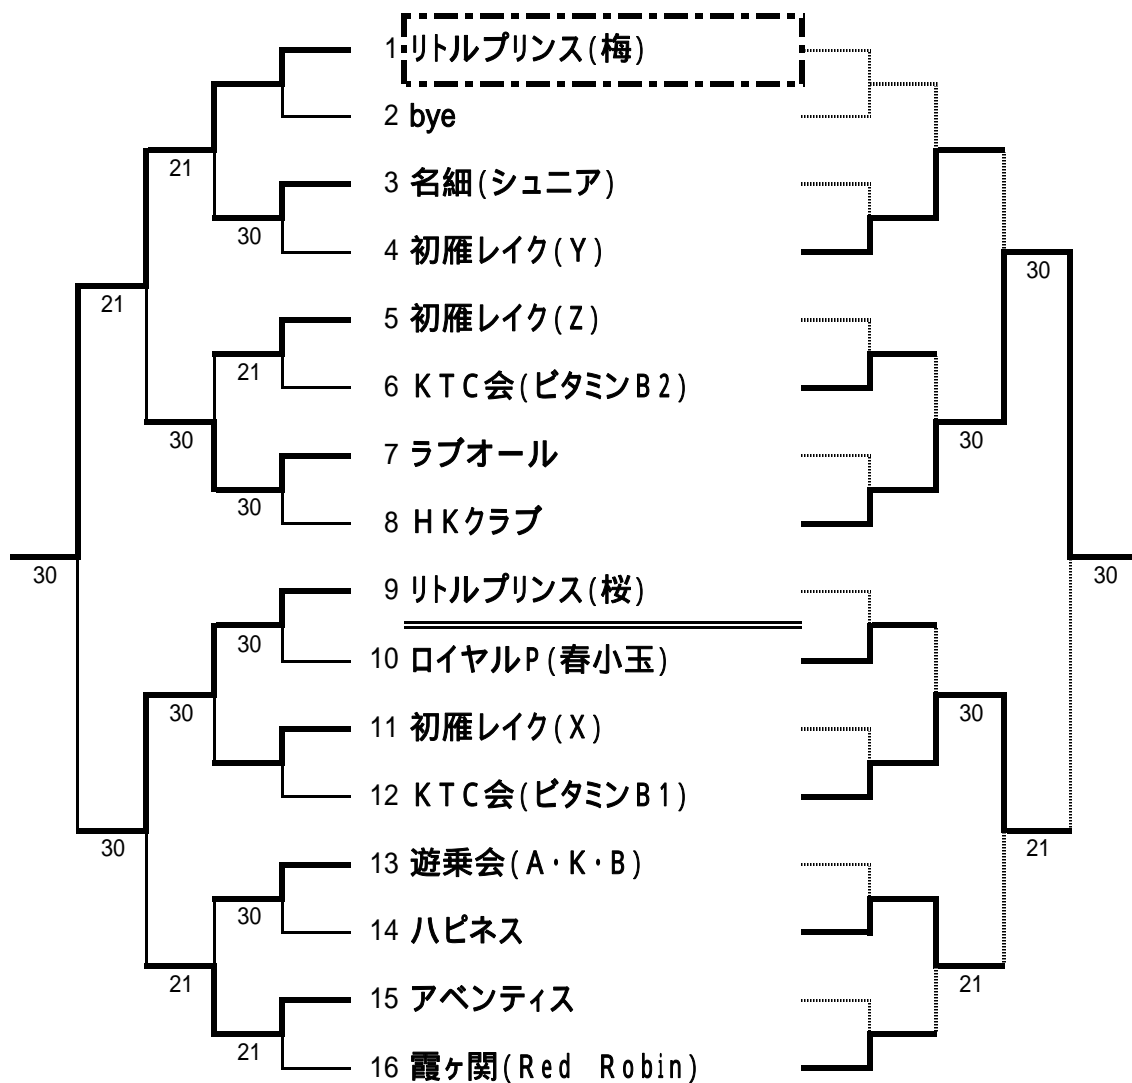 1 リトルプリンス(梅)
2 bye
21
3 名細(シュニア)
30
4 初雁レイク(Y)
30
21
5 初雁レイク(Z)
21
6 KTC会(ビタミンB2)
30
30
7 ラブオール
30
8 HKクラブ
30
30
9 リトルプリンス(桜)
30
10 ロイヤルP(春小玉)
30
30
11 初雁レイク(X)
12 KTC会(ビタミンB1)
30
21
13 遊乗会(A・K・B)
30
14 ハピネス
21
21
15 アベンティス
21
16 霞ヶ関(Red Robin)